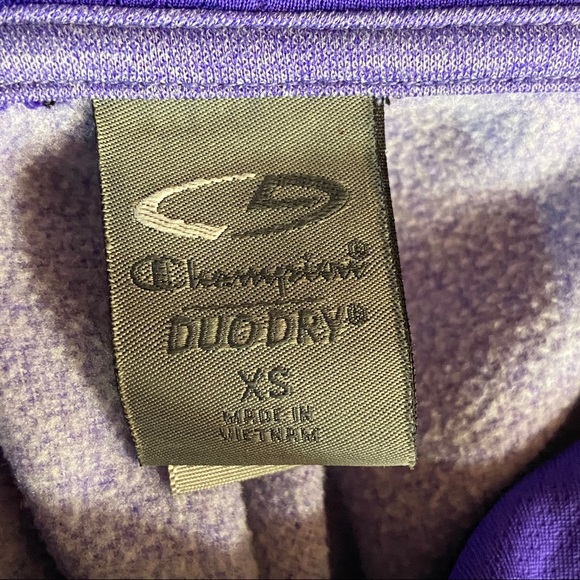 Champion®
DUO DRY®
XS
MADE IN
VIETNAM